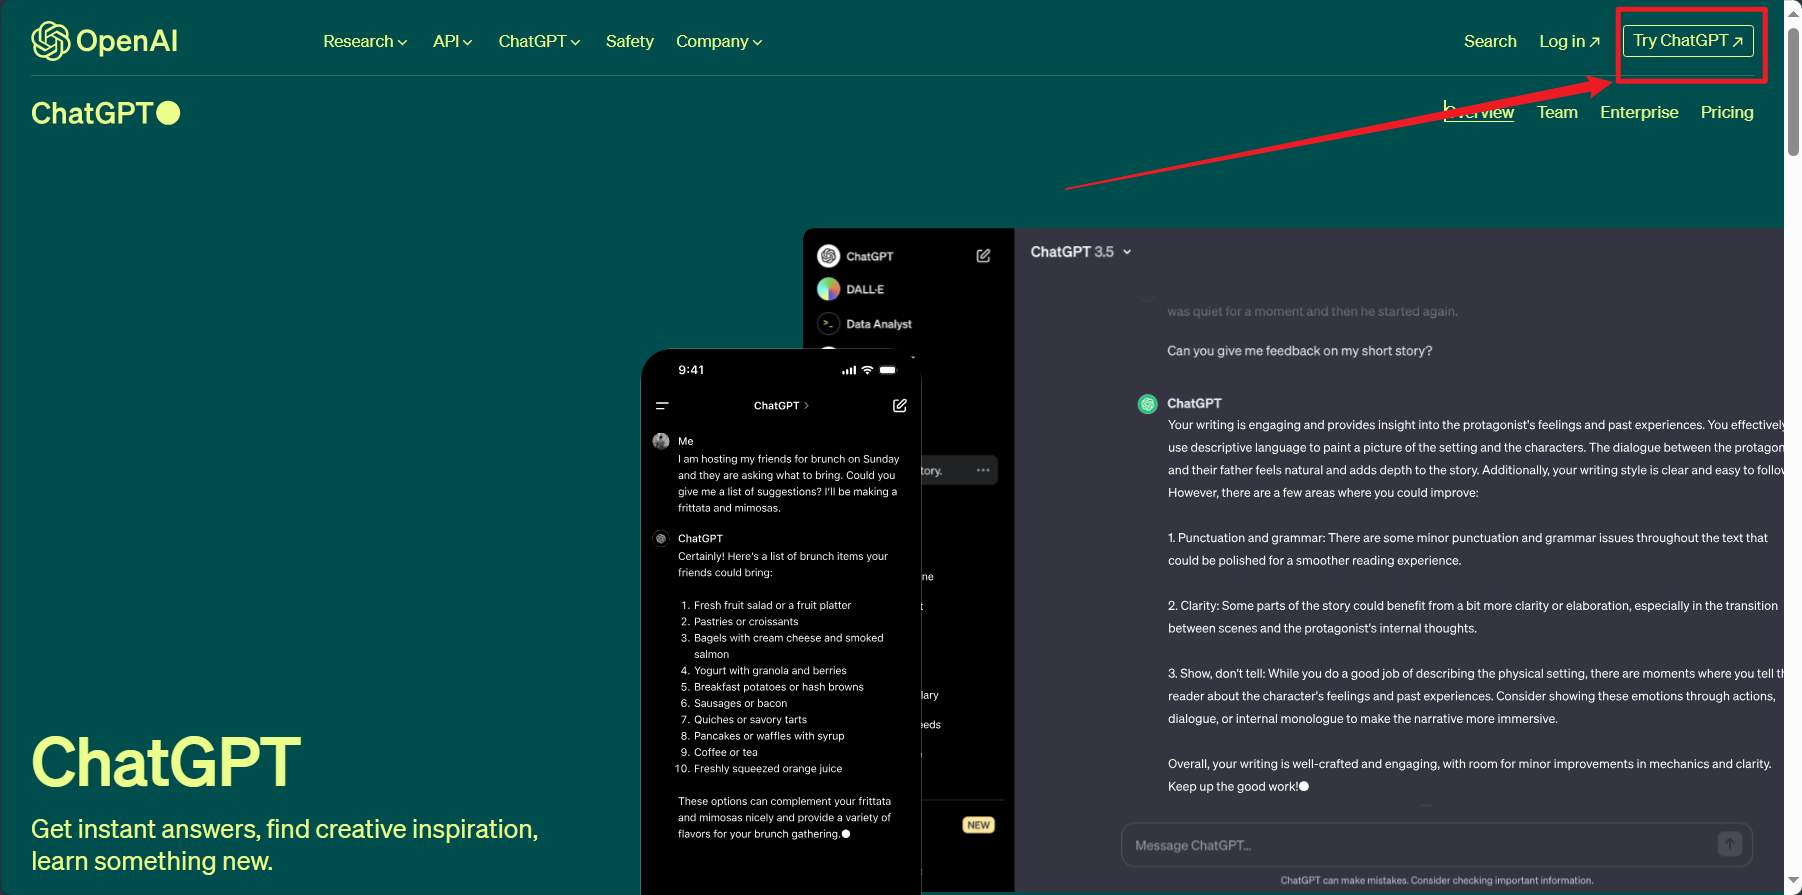 OpenAI
Research
API
ChatGPT
Safety
Company
Search
Log in ↗
Try ChatGPT ↗
ChatGPT
Overview
Team
Enterprise
Pricing
ChatGPT
DALL·E
Data Analyst
tory.
ne
lary
eeds
NEW
ChatGPT 3.5
was quiet for a moment and then he started again.
Can you give me feedback on my short story?
ChatGPT
Your writing is engaging and provides insight into the protagonist's feelings and past experiences. You effectively
use descriptive language to paint a picture of the setting and the characters. The dialogue between the protagon
and their father feels natural and adds depth to the story. Additionally, your writing style is clear and easy to follow
However, there are a few areas where you could improve:
1. Punctuation and grammar: There are some minor punctuation and grammar issues throughout the text that
could be polished for a smoother reading experience.
2. Clarity: Some parts of the story could benefit from a bit more clarity or elaboration, especially in the transition
between scenes and the protagonist's internal thoughts.
3. Show, don't tell: While you do a good job of describing the physical setting, there are moments where you tell th
reader about the character's feelings and past experiences. Consider showing these emotions through actions,
dialogue, or internal monologue to make the narrative more immersive.
Overall, your writing is well-crafted and engaging, with room for minor improvements in mechanics and clarity.
Keep up the good work!
Message ChatGPT...
ChatGPT can make mistakes. Consider checking important information.
9:41
ChatGPT >
Me
I am hosting my friends for brunch on Sunday
and they are asking what to bring. Could you
give me a list of suggestions? I'll be making a
frittata and mimosas.
ChatGPT
Certainly! Here's a list of brunch items your
friends could bring:
1. Fresh fruit salad or a fruit platter
2. Pastries or croissants
3. Bagels with cream cheese and smoked
salmon
4. Yogurt with granola and berries
5. Breakfast potatoes or hash browns
6. Sausages or bacon
7. Quiches or savory tarts
8. Pancakes or waffles with syrup
9. Coffee or tea
10. Freshly squeezed orange juice
These options can complement your frittata
and mimosas nicely and provide a variety of
flavors for your brunch gathering.
ChatGPT
Get instant answers, find creative inspiration,
learn something new.